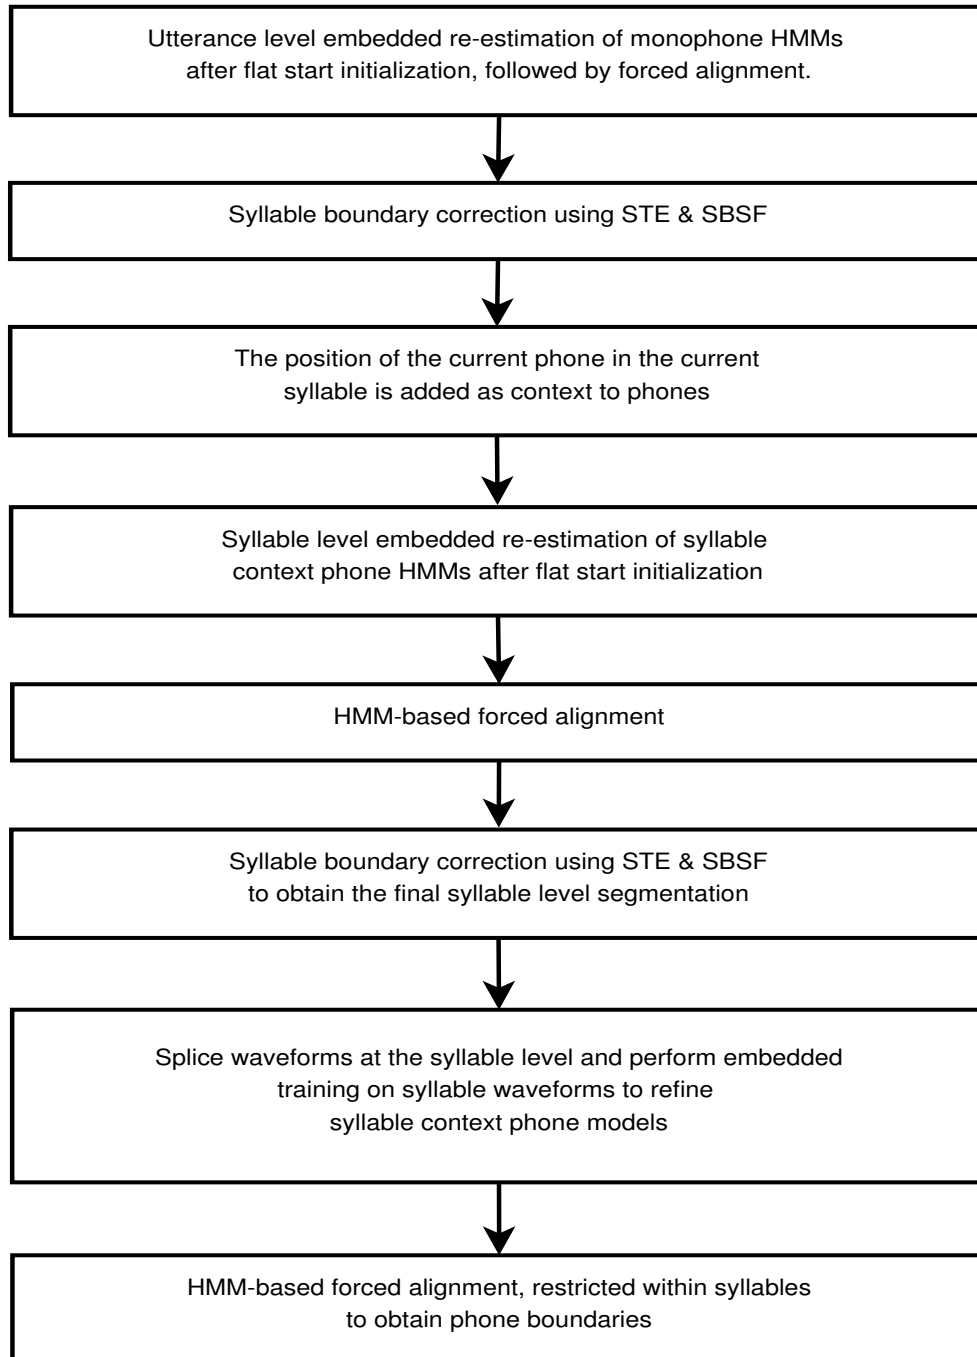 Utterance level embedded re-estimation of monophone HMMs
after flat start initialization, followed by forced alignment.
Syllable boundary correction using STE & SBSF
The position of the current phone in the current
syllable is added as context to phones
Syllable level embedded re-estimation of syllable
context phone HMMs after flat start initialization
HMM-based forced alignment
Syllable boundary correction using STE & SBSF
to obtain the final syllable level segmentation
Splice waveforms at the syllable level and perform embedded
training on syllable waveforms to refine
syllable context phone models
HMM-based forced alignment, restricted within syllables
to obtain phone boundaries